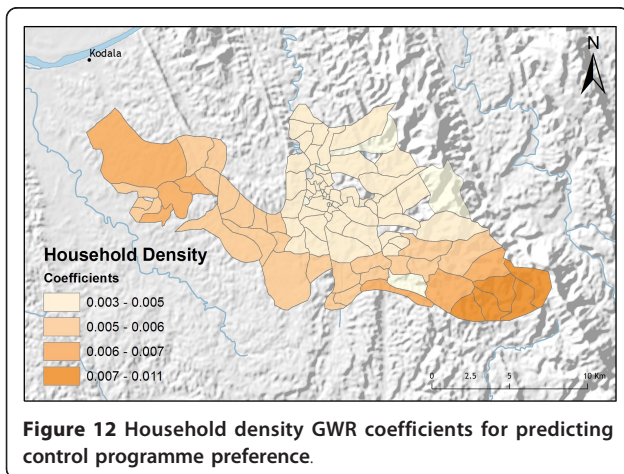 Kodala
N
Household Density
Coefficients
0.003 - 0.005
0.005 - 0.006
0.006 - 0.007
0.007 - 0.011
0 2.5 5 10 Km
Figure 12 Household density GWR coefficients for predicting
control programme preference.